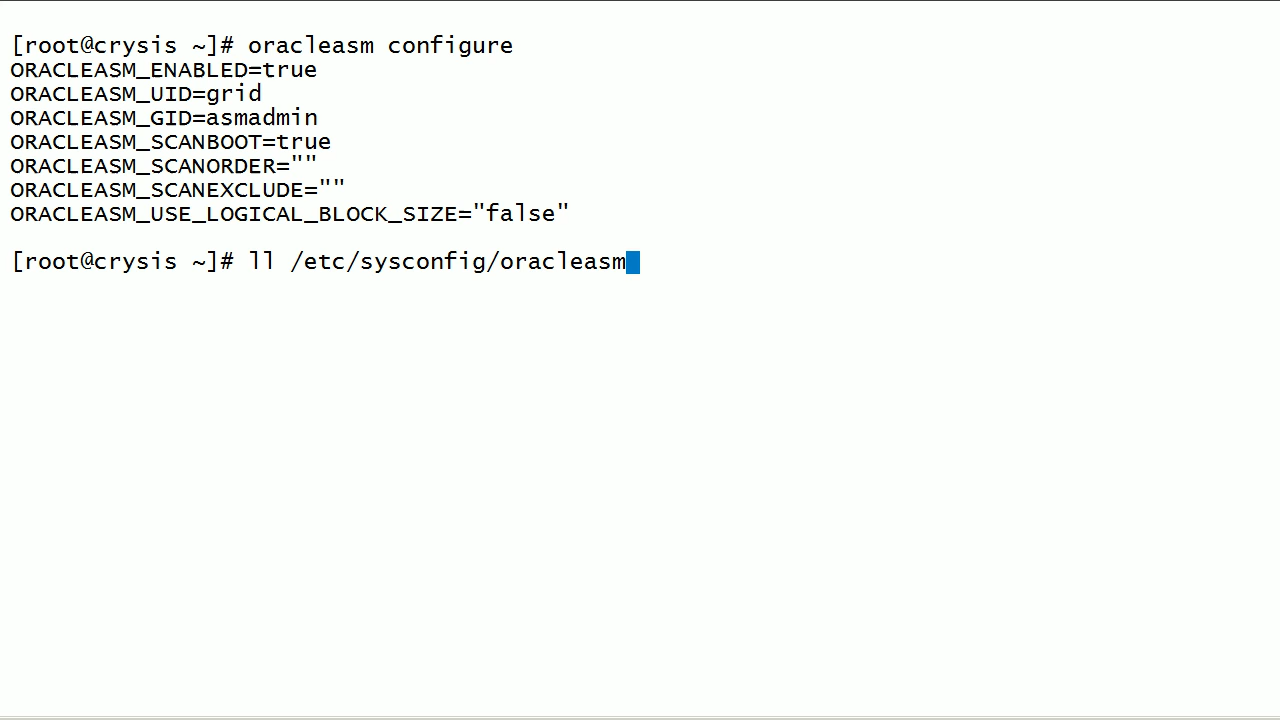 [root@crysis ~]# oracleasm configure
ORACLEASM_ENABLED=true
ORACLEASM_UID=grid
ORACLEASM_GID=asmadmin
ORACLEASM_SCANBOOT=true
ORACLEASM_SCANORDER=""
ORACLEASM_SCANEXCLUDE=""
ORACLEASM_USE_LOGICAL_BLOCK_SIZE="false"
[root@crysis ~]# ll /etc/sysconfig/oracleasm